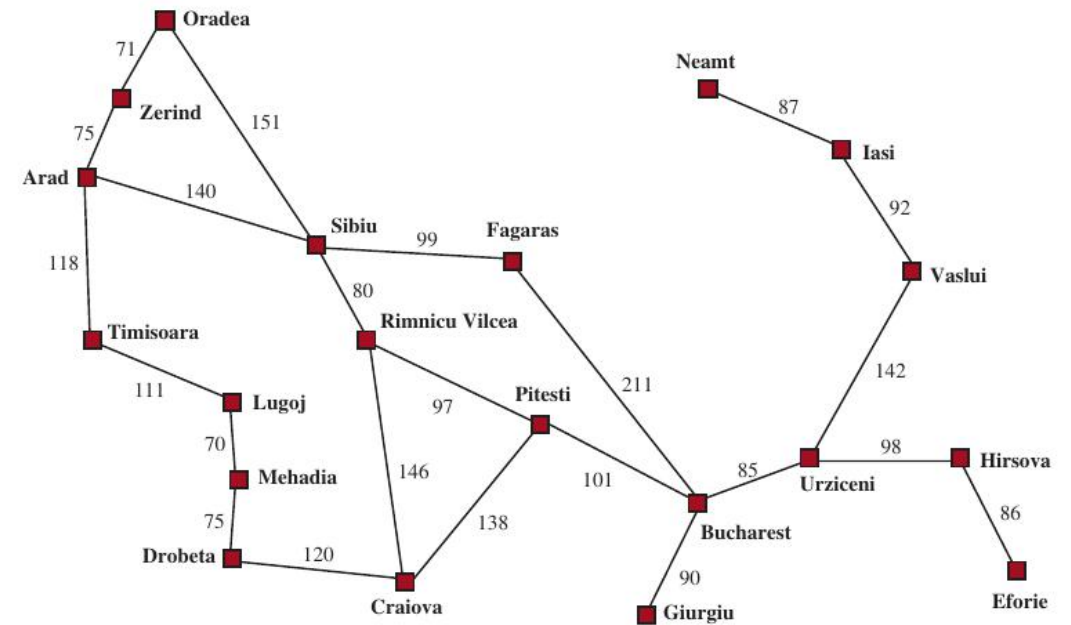 Oradea
71
Neamt
Zerind
87
151
75
Iasi
Arad
140
92
Sibiu
Fagaras
99
118
Vaslui
80
Timisoara
Rimnicu Vilcea
142
111
211
Pitesti
Lugoj
97
70
98
Hirsova
85
Mehadia
146
101
Urziceni
75
138
86
Bucharest
Drobeta
120
90
Craiova
Giurgiu
Eforie